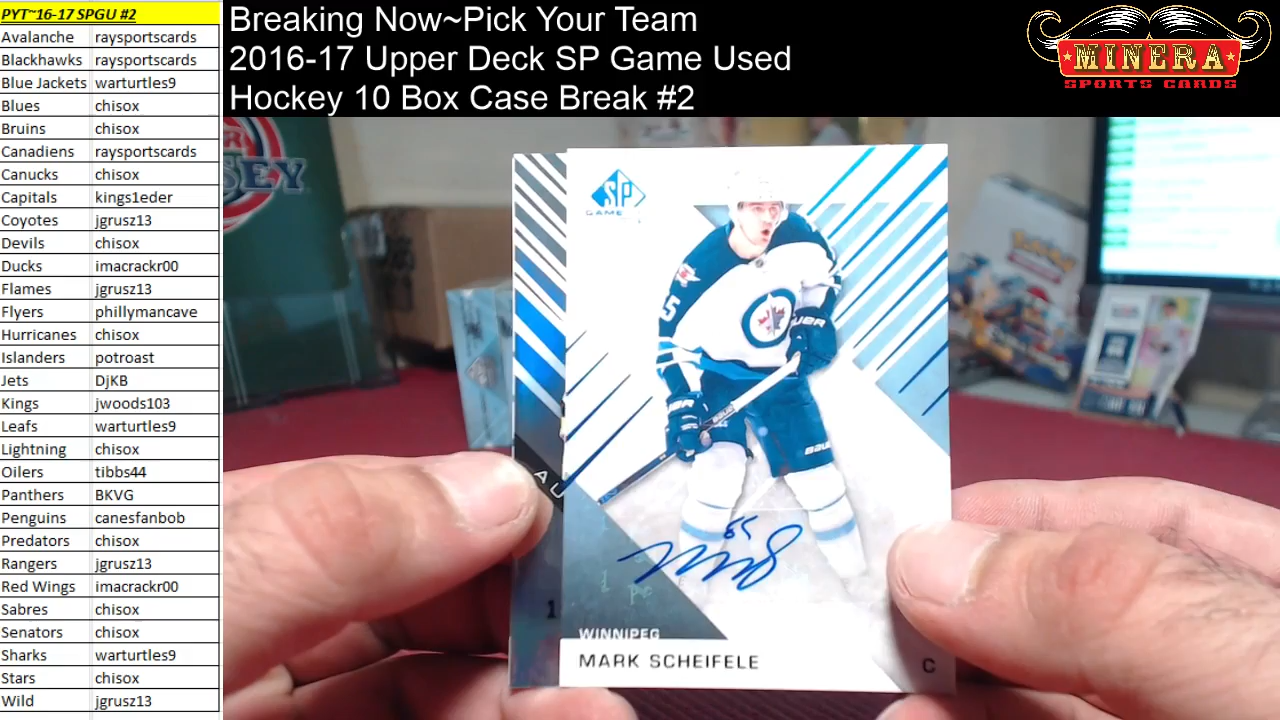 PYT~16-17 SPGU #2
Avalanche raysportscards
Blackhawks raysportscards
Blue Jackets warturtles9
Blues chisox
Bruins chisox
Canadiens raysportscards
Canucks chisox
Capitals kings1eder
Coyotes jgrusz13
Devils chisox
Ducks imacrackr00
Flames jgrusz13
Flyers phillymancave
Hurricanes chisox
Islanders potroast
Jets DjKB
Kings jwoods103
Leafs warturtles9
Lightning chisox
Oilers tibbs44
Panthers BKVG
Penguins canesfanbob
Predators chisox
Rangers jgrusz13
Red Wings imacrackr00
Sabres chisox
Senators chisox
Sharks warturtles9
Stars chisox
Wild jgrusz13
Breaking Now~Pick Your Team
2016-17 Upper Deck SP Game Used
Hockey 10 Box Case Break #2
MINERA
SPORTS CARDS
SP
GAME
AU
1
55
WINNIPEG
MARK SCHEIFELE
C